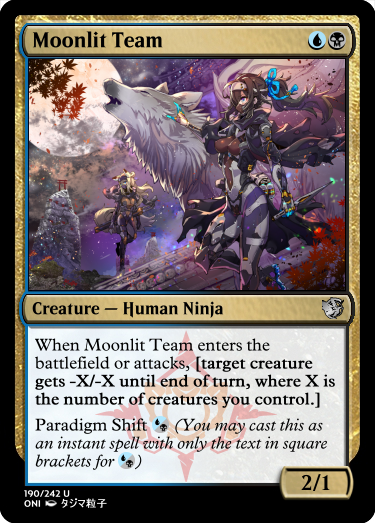 Moonlit Team
Creature — Human Ninja
When Moonlit Team enters the
battlefield or attacks, [target creature
gets -X/-X until end of turn, where X is
the number of creatures you control.]
Paradigm Shift (You may cast this
as an instant spell with only the text in square
brackets for )
2/1
190/242 U
ONI タジマ粒子